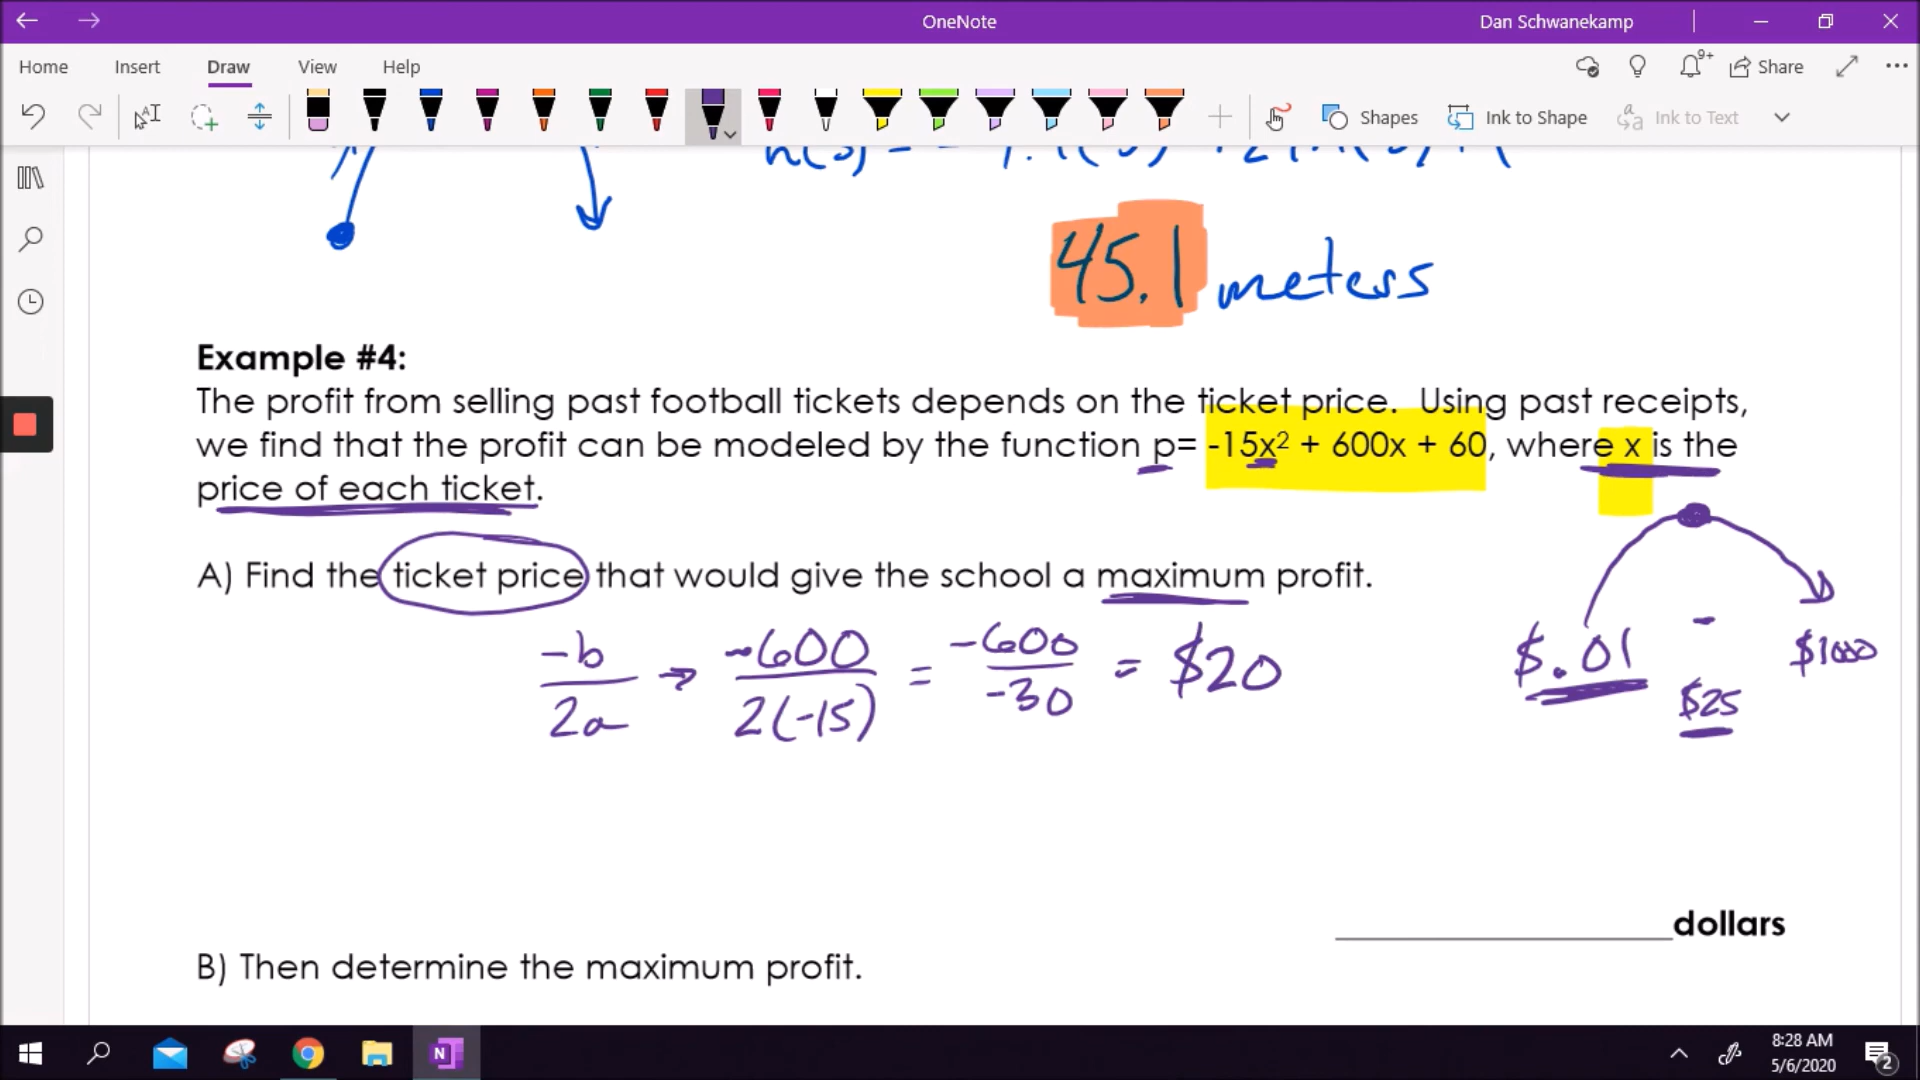 OneNote
Dan Schwanekamp
Home Insert Draw View Help
9+
Share
Shapes
Ink to Shape
Ink to Text
45.1 meters
Example #4:
The profit from selling past football tickets depends on the ticket price. Using past receipts,
we find that the profit can be modeled by the function p= -15x² + 600x + 60, where x is the
price of each ticket.
A) Find the ticket price that would give the school a maximum profit.
-b/2a → -600/2(-15) = -600/-30 = $20
$.01
$25
$1000
____________________dollars
B) Then determine the maximum profit.
N
8:28 AM
5/6/2020
2